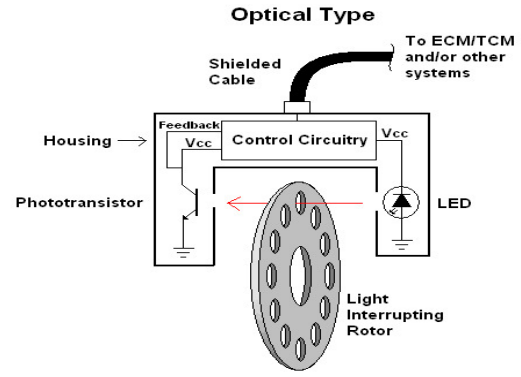 Optical Type
To ECM/TCM
and/or other
systems
Shielded
Cable
Feedback
Vcc
Control Circuitry
Vcc
Housing
Phototransistor
LED
Light
Interrupting
Rotor